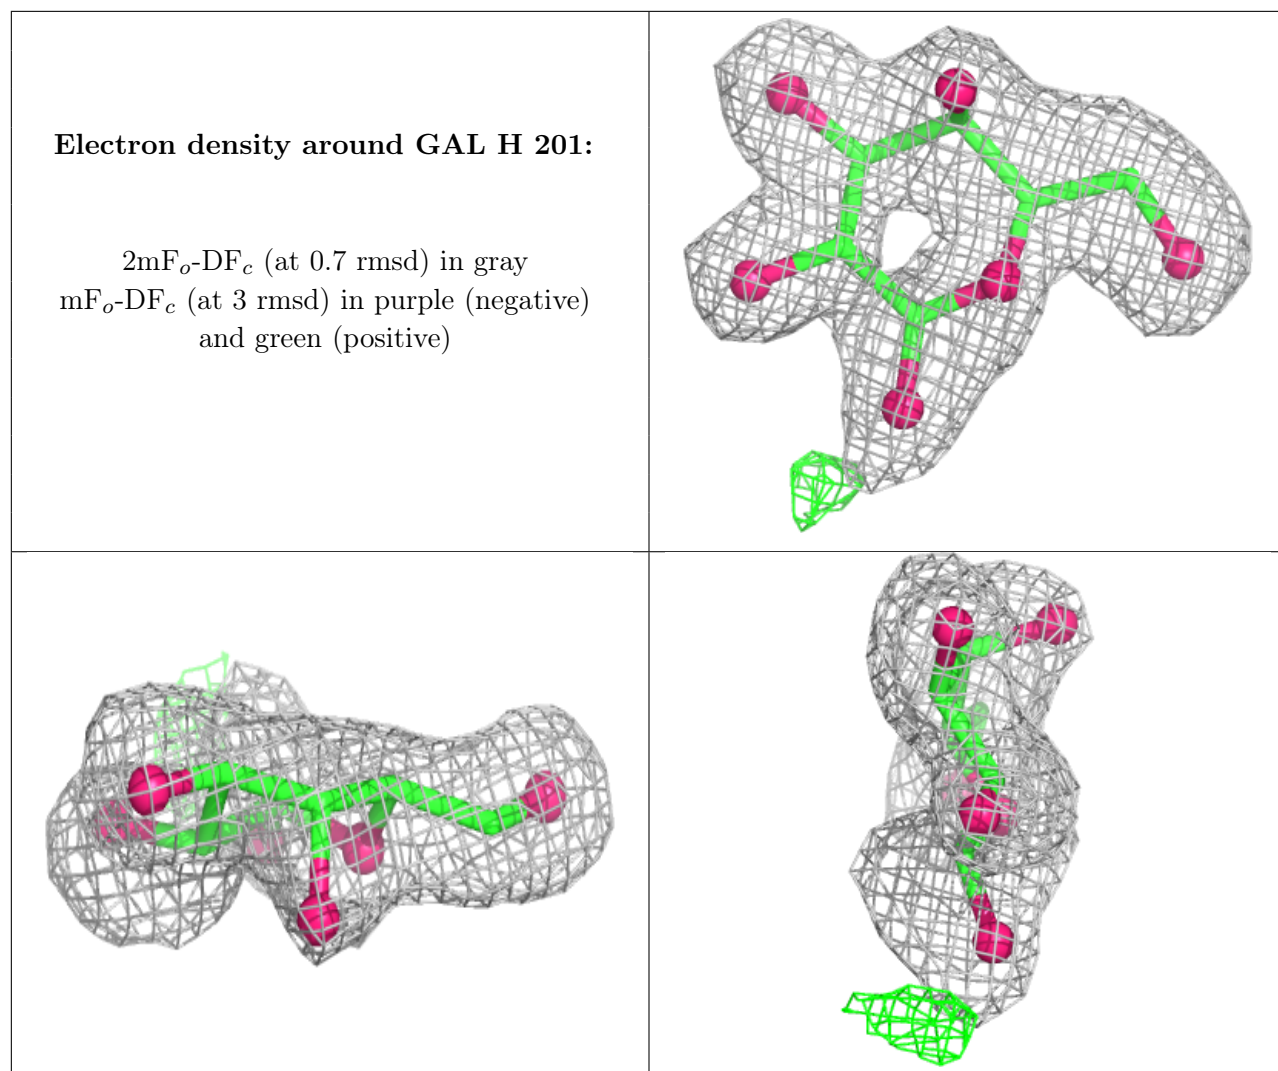 Electron density around GAL H 201:
2mFo-DFc (at 0.7 rmsd) in gray
mFo-DFc (at 3 rmsd) in purple (negative)
and green (positive)